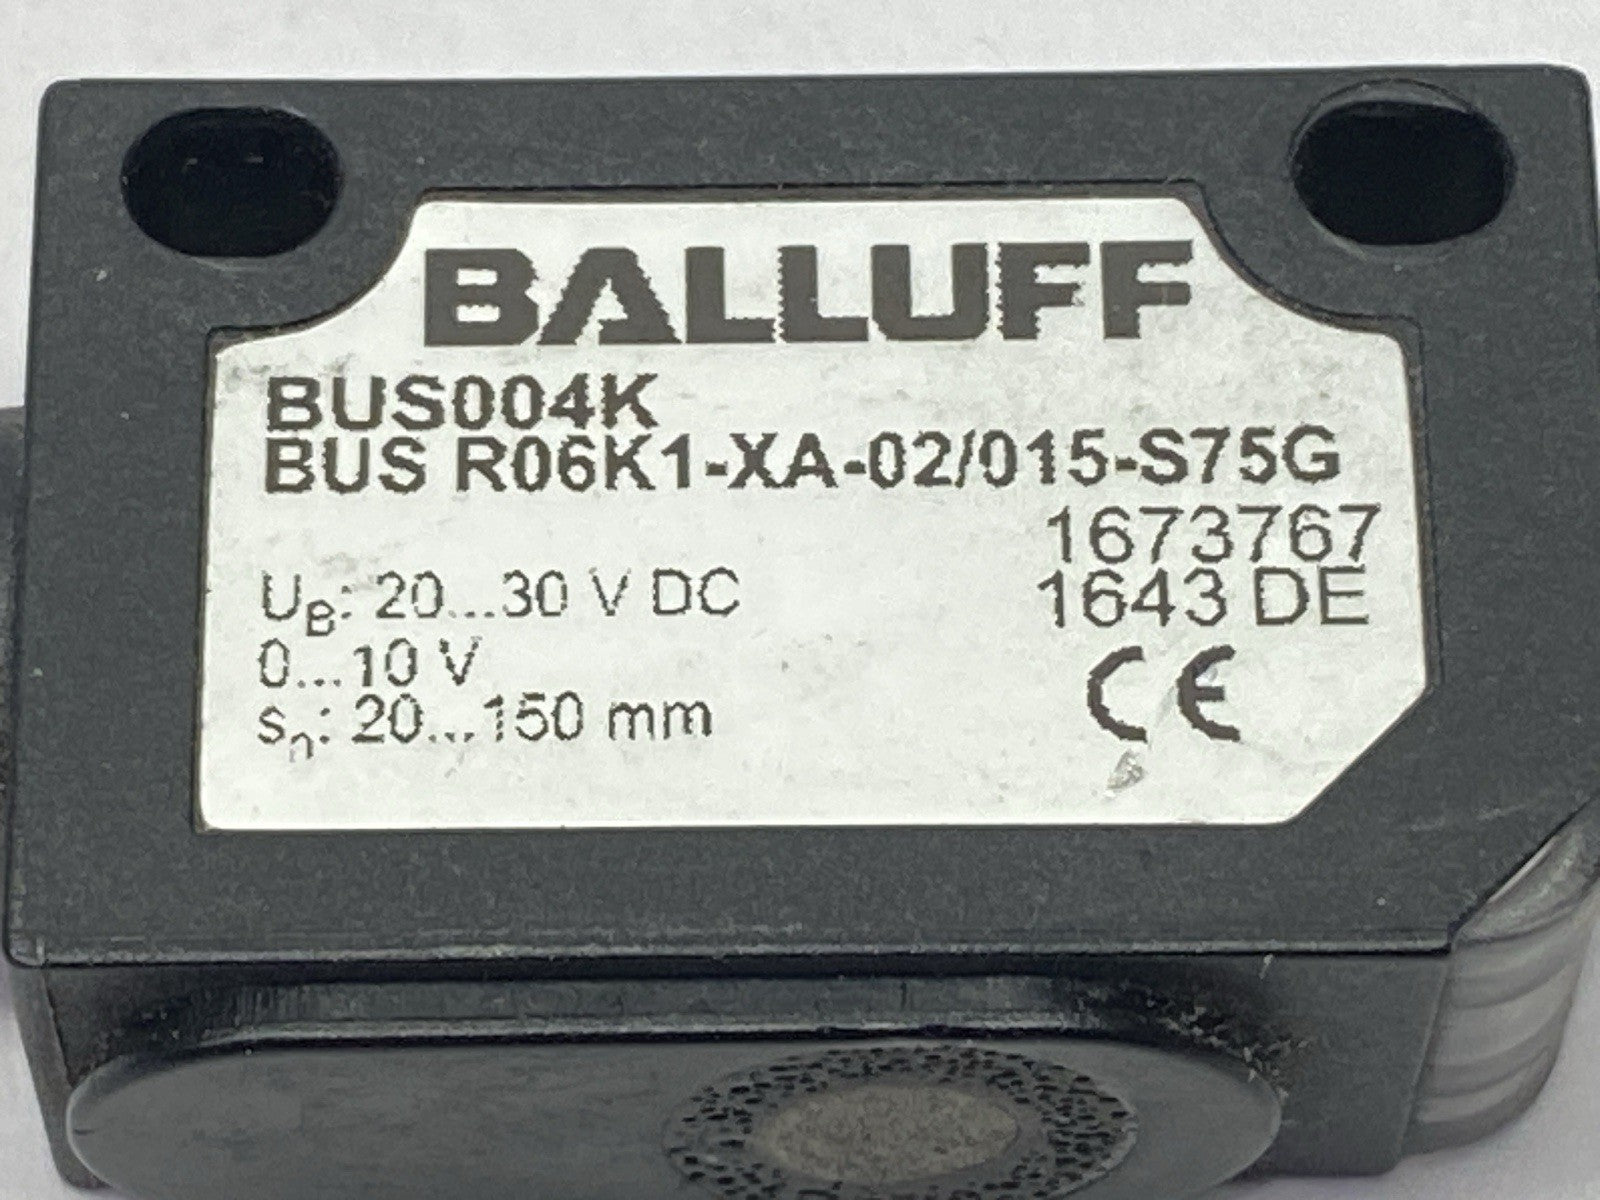 BALLUFF
BUS004K
BUS R06K1-XA-02/015-S75G
1673767
UB: 20...30 V DC 1643 DE
0...10 V
sn: 20...150 mm
CE